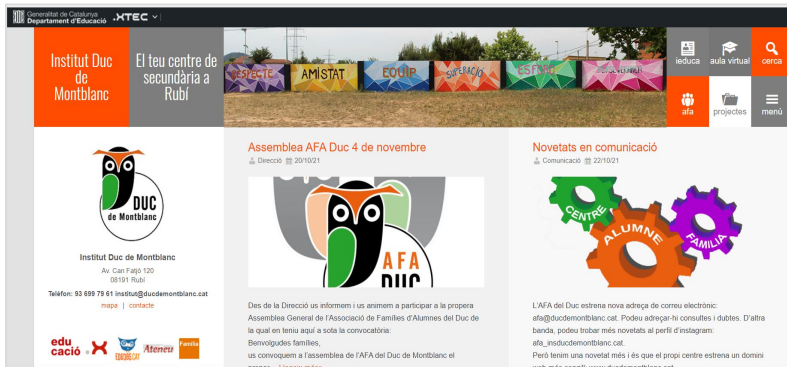 Generalitat de Catalunya
Departament d'Educació
XTEC
Institut Duc
de
Montblanc
El teu centre de
secundària a
Rubí
RESPECTE
AMISTAT
EQUIP
SUPERACIÓ
ESFORÇ
ieduca
aula virtual
cerca
afa
projectes
menú
DUC
de Montblanc
Institut Duc de Montblanc
Av. Can Fatjó 120
08191 Rubí
Telèfon: 93 699 79 61 institut@ducdemontblanc.cat
mapa | contacte
edu
cació
Ateneu
Família
Assemblea AFA Duc 4 de novembre
Direcció 20/10/21
AFA
DUC
Des de la Direcció us informem i us animem a participar a la propera
Assemblea General de l'Associació de Famílies d'Alumnes del Duc de
la qual en teniu aquí a sota la convocatòria:
Benvolgudes famílies,
us convoquem a l'assemblea de l'AFA del Duc de Montblanc el
Novetats en comunicació
Comunicació 22/10/21
CENTRE
ALUMNE
FAMILIA
L'AFA del Duc estrena nova adreça de correu electrònic:
afa@ducdemontblanc.cat. Podeu adreçar-hi consultes i dubtes. D'altra
banda, podeu trobar més novetats al perfil d'instagram:
afa_insducdemontblanc.cat.
Però tenim una novetat més i és que el propi centre estrena un domini